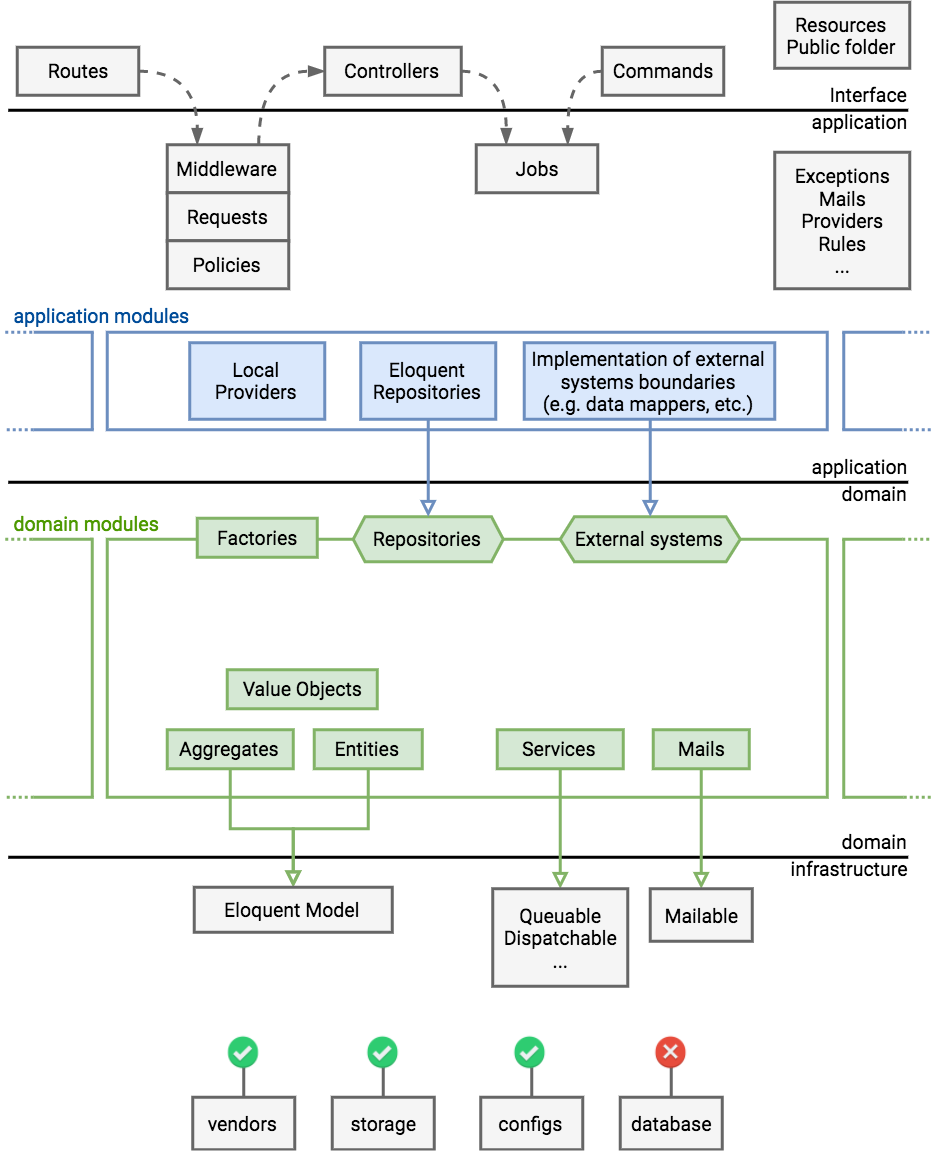 Resources
Public folder
Routes
Controllers
Commands
Interface
application
Middleware
Requests
Policies
Jobs
Exceptions
Mails
Providers
Rules
...
application modules
Local
Providers
Eloquent
Repositories
Implementation of external
systems boundaries
(e.g. data mappers, etc.)
application
domain
domain modules
Factories
Repositories
External systems
Value Objects
Aggregates
Entities
Services
Mails
domain
infrastructure
Eloquent Model
Queuable
Dispatchable
...
Mailable
vendors
storage
configs
database